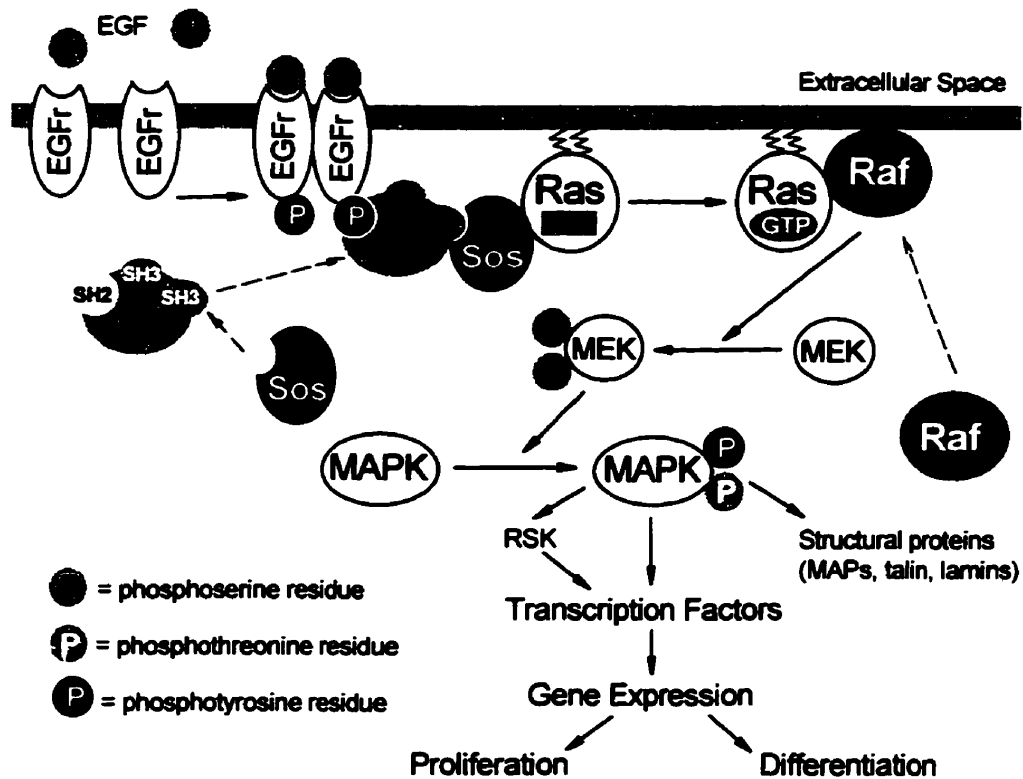 EGF
Extracellular Space
EGFr
EGFr
EGFr
EGFr
P
P
Sos
Ras
Ras
GTP
Raf
SH2
SH3
SH3
Sos
MEK
MEK
Raf
MAPK
MAPK
P
P
RSK
Structural proteins
(MAPs, talin, lamins)
Transcription Factors
Gene Expression
Proliferation
Differentiation
= phosphoserine residue
P = phosphothreonine residue
P = phosphotyrosine residue